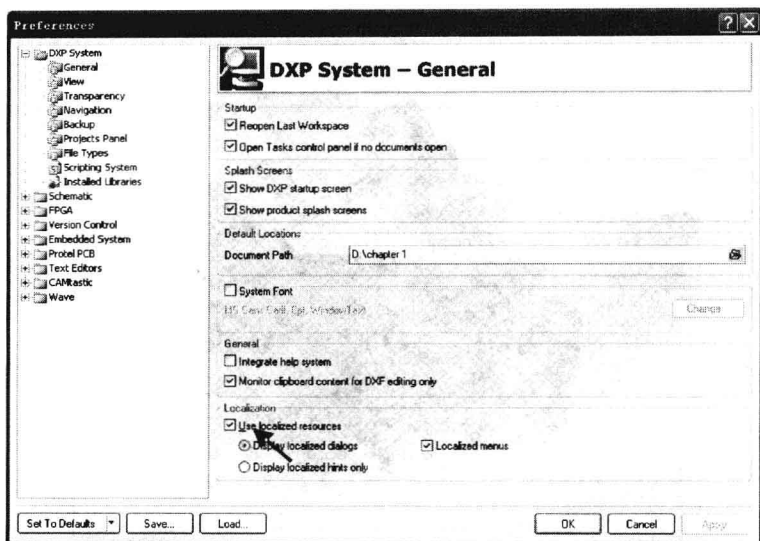 Preferences
DXP System
General
View
Transparency
Navigation
Backup
Projects Panel
File Types
Scripting System
Installed Libraries
Schematic
FPGA
Version Control
Embedded System
Protel PCB
Text Editors
CAMtastic
Wave
DXP System – General
Startup
Reopen Last Workspace
Open Tasks control panel if no documents open
Splash Screens
Show DXP startup screen
Show product splash screens
Default Locations
Document Path D:\chapter 1
System Font
Change
General
Integrate help system
Monitor clipboard content for DXF editing only
Localization
Use localized resources
Display localized dialogs Localized menus
Display localized hints only
Set To Defaults Save... Load... OK Cancel Apply